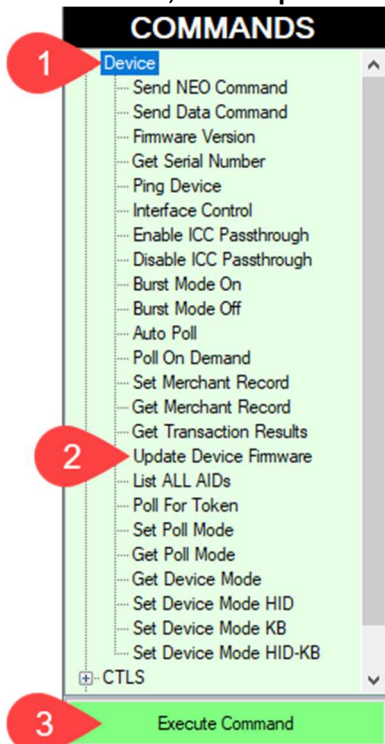 COMMANDS
1
Device
Send NEO Command
Send Data Command
Firmware Version
Get Serial Number
Ping Device
Interface Control
Enable ICC Passthrough
Disable ICC Passthrough
Burst Mode On
Burst Mode Off
Auto Poll
Poll On Demand
Set Merchant Record
Get Merchant Record
Get Transaction Results
2
Update Device Firmware
List ALL AIDs
Poll For Token
Set Poll Mode
Get Poll Mode
Get Device Mode
Set Device Mode HID
Set Device Mode KB
Set Device Mode HID-KB
CTLS
3
Execute Command